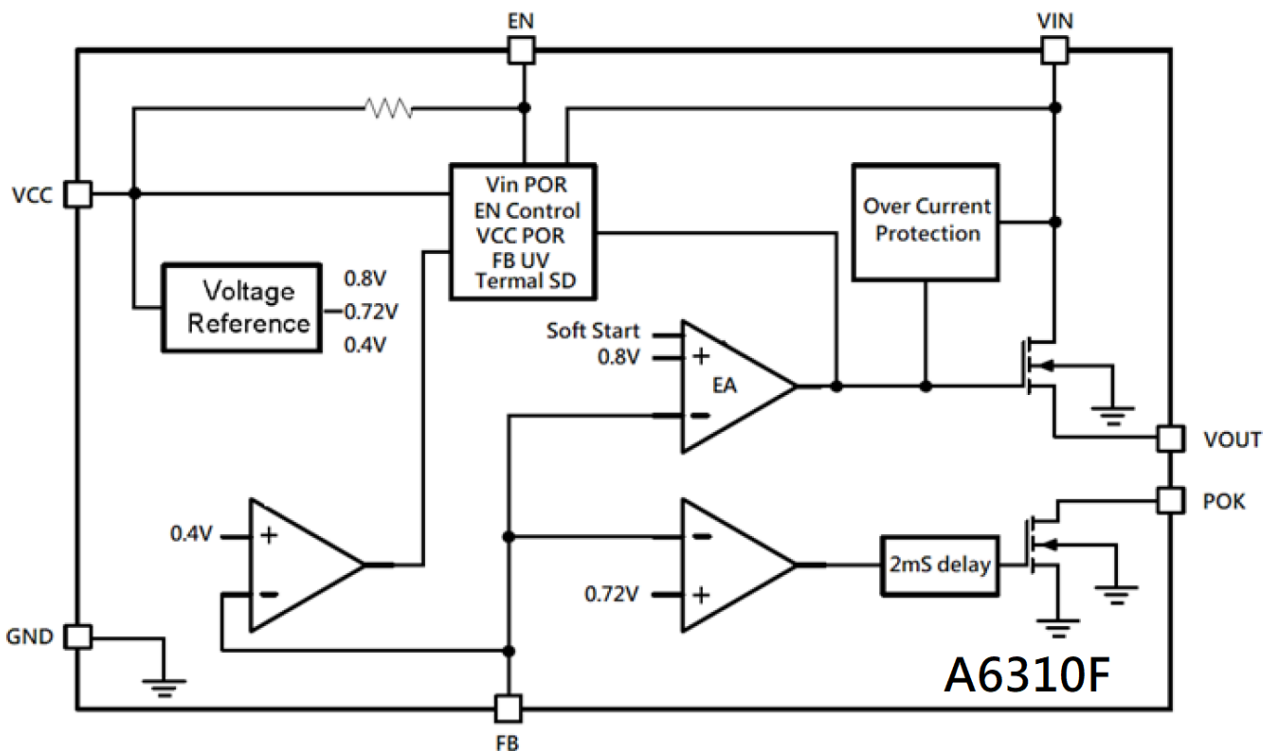 EN
VIN
VCC
Vin POR
EN Control
VCC POR
FB UV
Termal SD
Over Current
Protection
Voltage
Reference
0.8V
0.72V
0.4V
Soft Start
0.8V
+
EA
−
VOUT
POK
0.4V
+
−
−
0.72V
+
2mS delay
GND
A6310F
FB